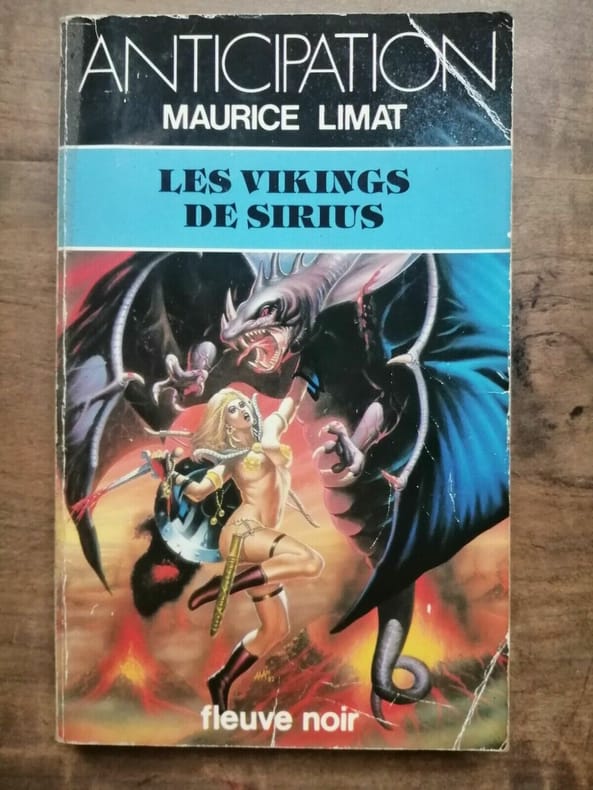 ANTICIPATION
MAURICE LIMAT
LES VIKINGS
DE SIRIUS
fleuve noir